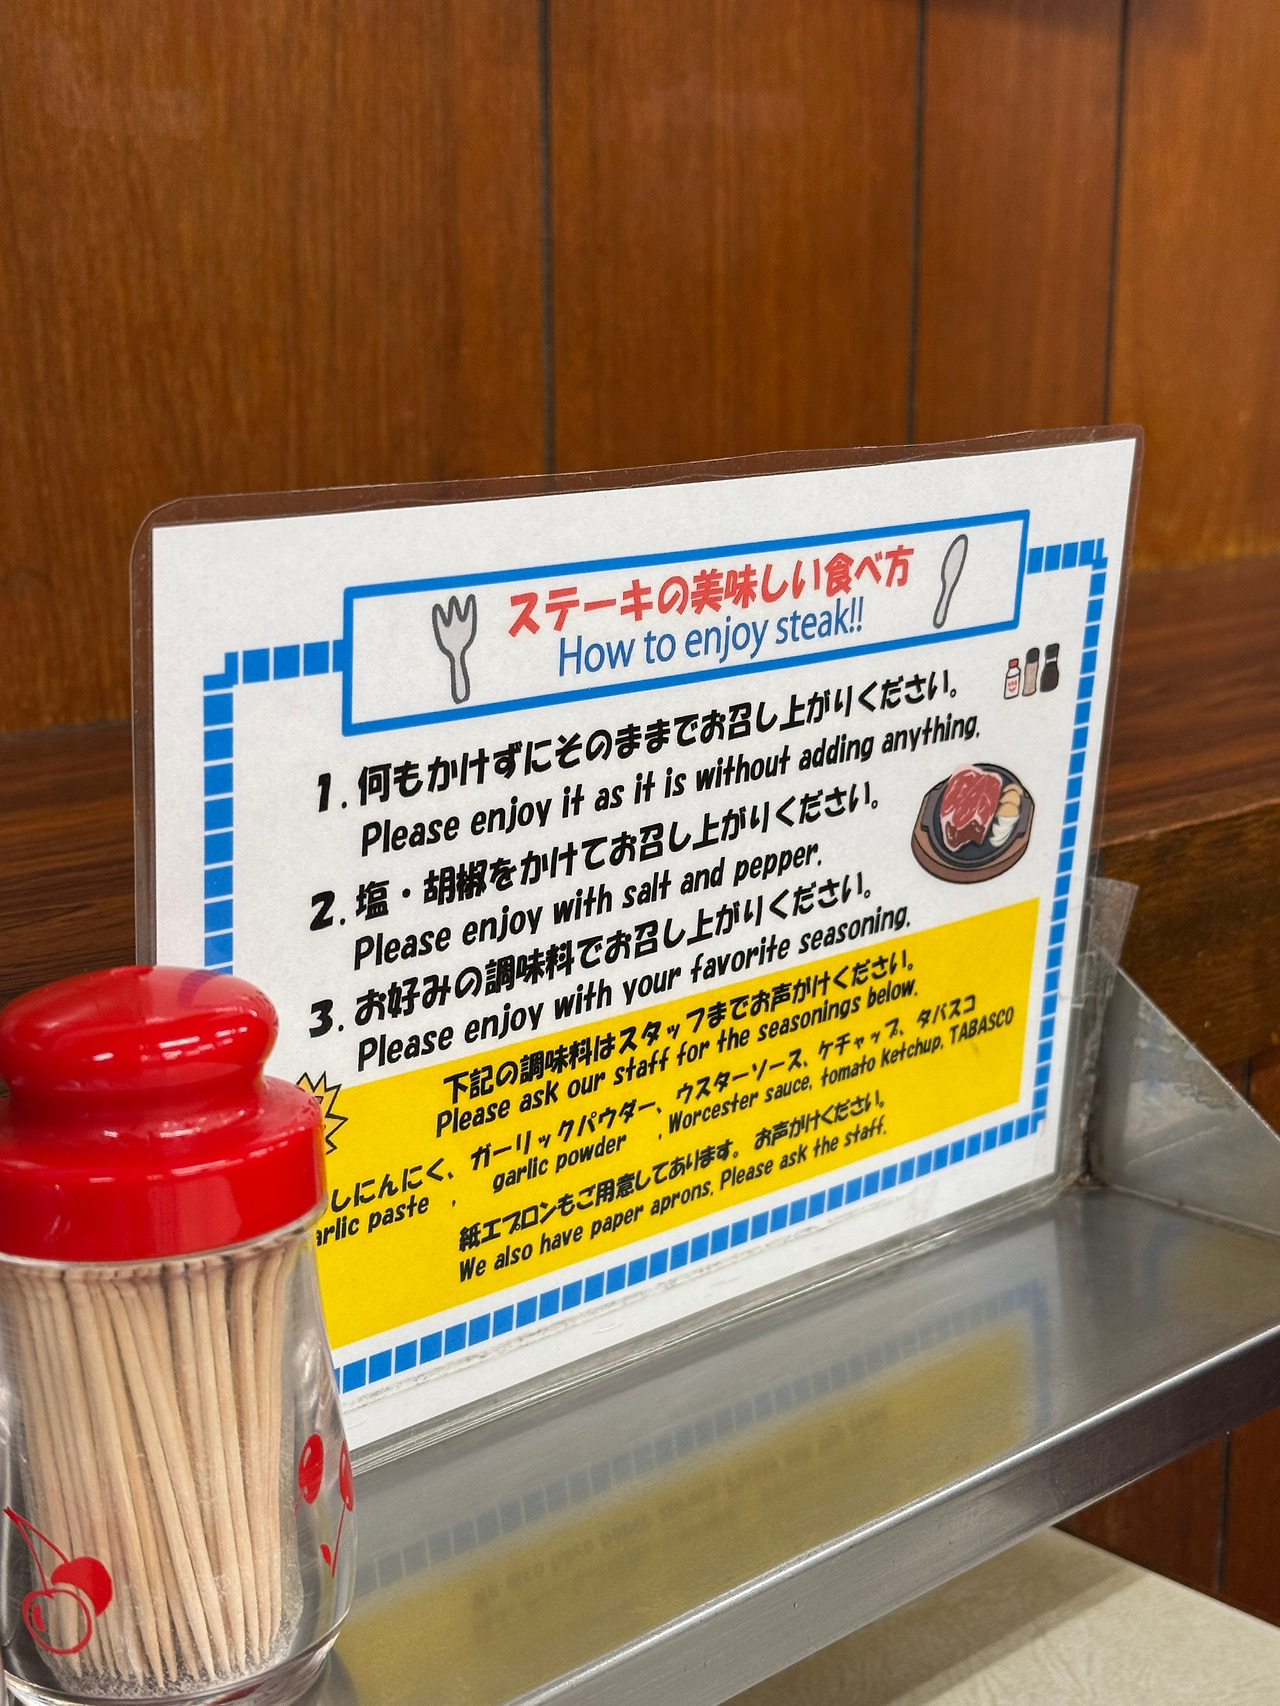 ステーキの美味しい食べ方
How to enjoy steak!!
1. 何もかけずにそのままでお召し上がりください。
Please enjoy it as it is without adding anything.
2. 塩・胡椒をかけてお召し上がりください。
Please enjoy with salt and pepper.
3. お好みの調味料でお召し上がりください。
Please enjoy with your favorite seasoning.
下記の調味料はスタッフまでお声がけください。
Please ask our staff for the seasonings below.
しにんにく、ガーリックパウダー、ウスターソース、ケチャップ、タバスコ
arlic paste , garlic powder , Worcester sauce, tomato ketchup, TABASCO
紙エプロンもご用意してあります。お声がけください。
We also have paper aprons. Please ask the staff.